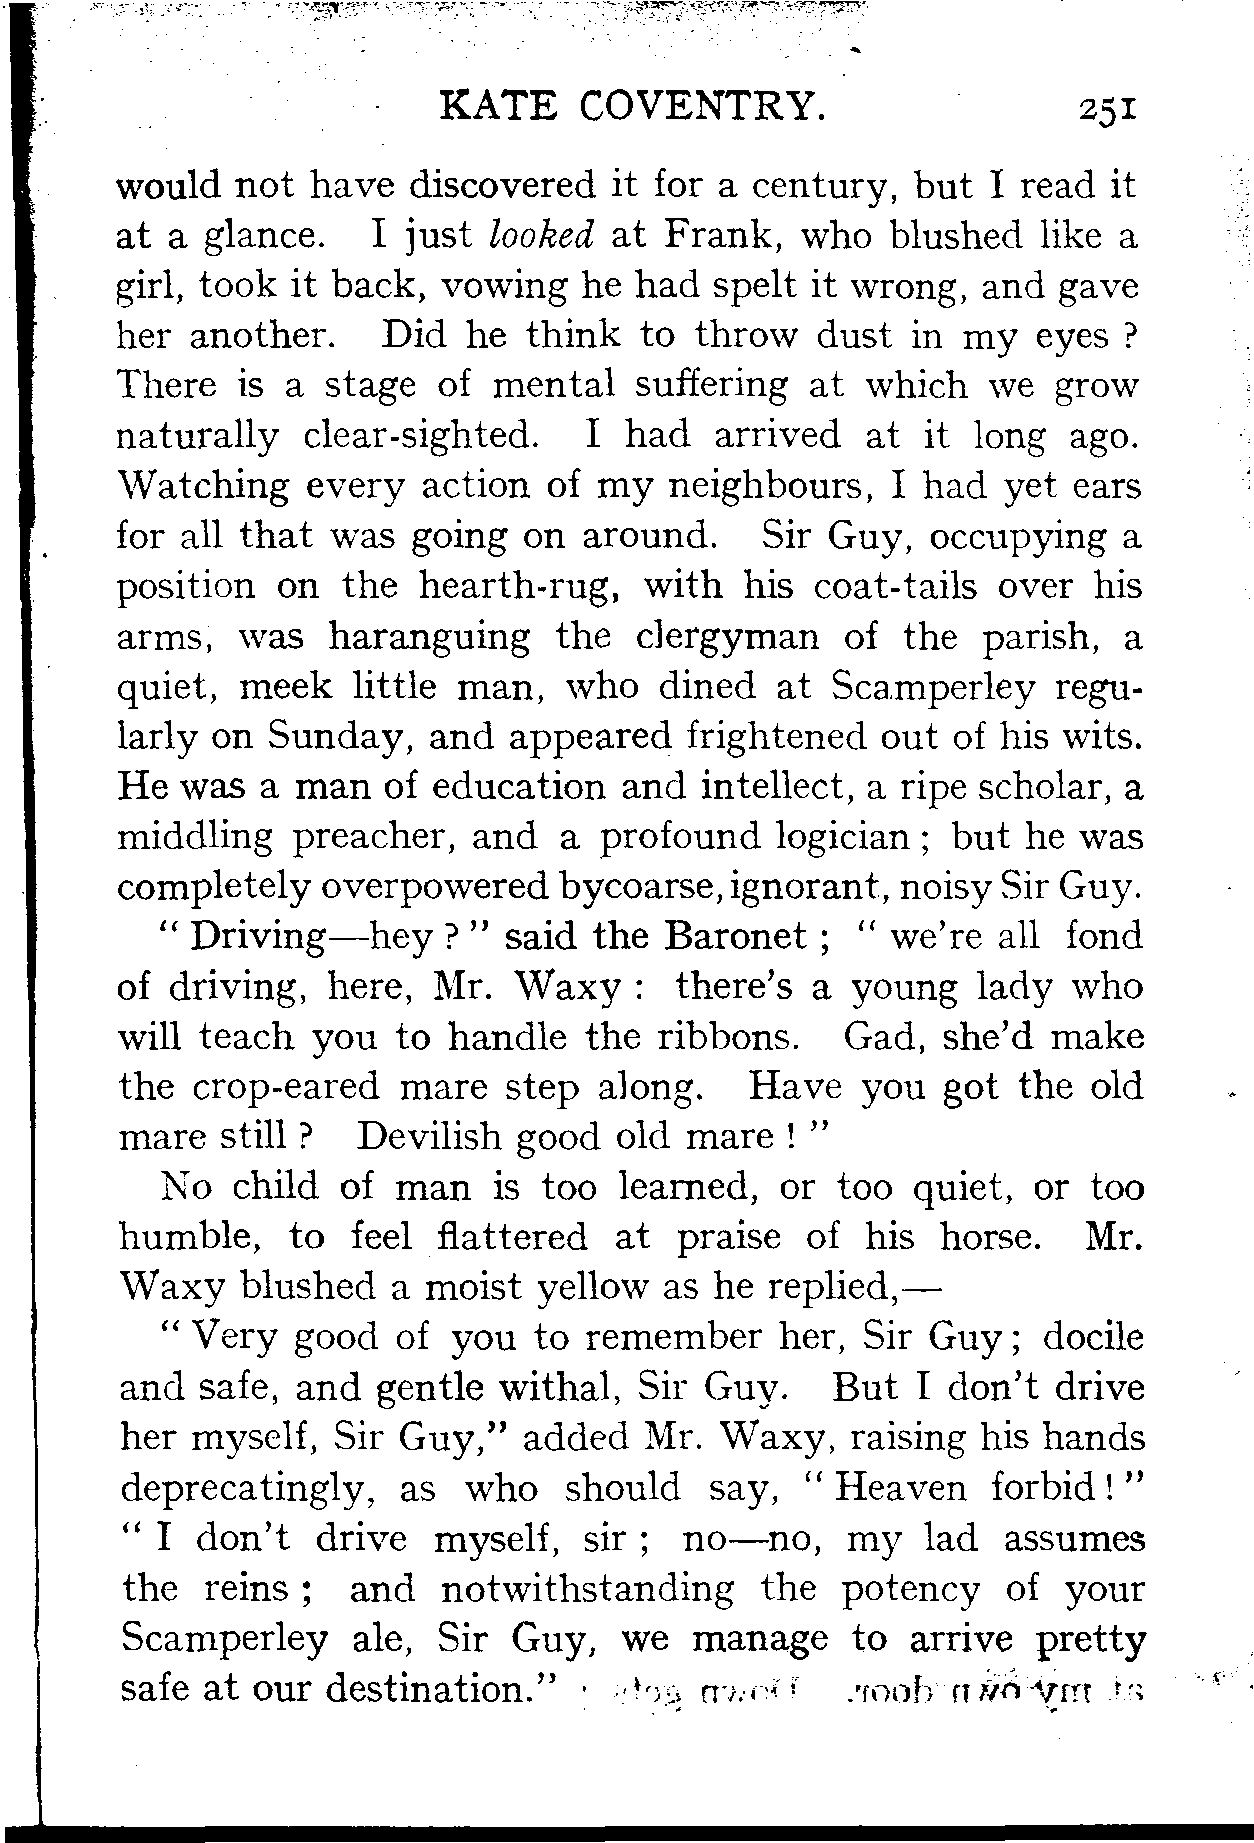 KATE COVENTRY. 251
would not have discovered it for a century, but I read it
at a glance. I just looked at Frank, who blushed like a
girl, took it back, vowing he had spelt it wrong, and gave
her another. Did he think to throw dust in my eyes ?
There is a stage of mental suffering at which we grow
naturally clear-sighted. I had arrived at it long ago.
Watching every action of my neighbours, I had yet ears
for all that was going on around. Sir Guy, occupying a
position on the hearth-rug, with his coat-tails over his
arms, was haranguing the clergyman of the parish, a
quiet, meek little man, who dined at Scamperley regu-
larly on Sunday, and appeared frightened out of his wits.
He was a man of education and intellect, a ripe scholar, a
middling preacher, and a profound logician ; but he was
completely overpowered bycoarse, ignorant, noisy Sir Guy.
“ Driving—hey ? ” said the Baronet ; “ we’re all fond
of driving, here, Mr. Waxy : there’s a young lady who
will teach you to handle the ribbons. Gad, she’d make
the crop-eared mare step along. Have you got the old
mare still ? Devilish good old mare ! ”
No child of man is too learned, or too quiet, or too
humble, to feel flattered at praise of his horse. Mr.
Waxy blushed a moist yellow as he replied,—
“ Very good of you to remember her, Sir Guy ; docile
and safe, and gentle withal, Sir Guy. But I don’t drive
her myself, Sir Guy,” added Mr. Waxy, raising his hands
deprecatingly, as who should say, “ Heaven forbid ! ”
“ I don’t drive myself, sir ; no—no, my lad assumes
the reins ; and notwithstanding the potency of your
Scamperley ale, Sir Guy, we manage to arrive pretty
safe at our destination.”